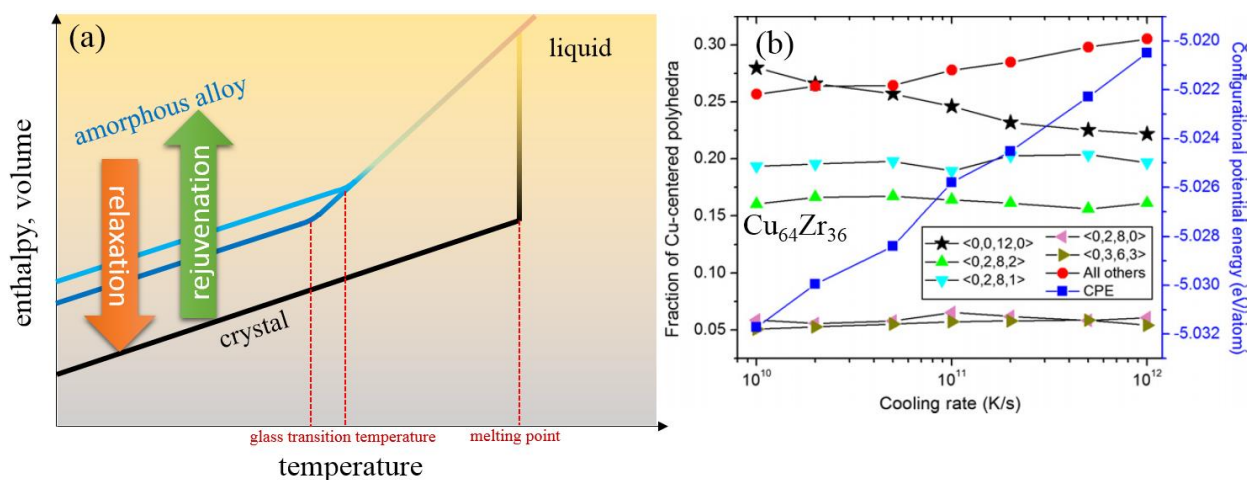 (a)
liquid
amorphous alloy
relaxation
rejuvenation
crystal
enthalpy, volume
glass transition temperature
melting point
temperature
(b)
0.30
0.25
0.20
0.15
0.10
0.05
Fraction of Cu-centered polyhedra
Cu64Zr36
<0,0,12,0>
<0,2,8,2>
<0,2,8,1>
<0,2,8,0>
<0,3,6,3>
All others
CPE
10^10
10^11
10^12
Cooling rate (K/s)
-5.020
-5.022
-5.024
-5.026
-5.028
-5.030
-5.032
Configurational potential energy (eV/aiom)